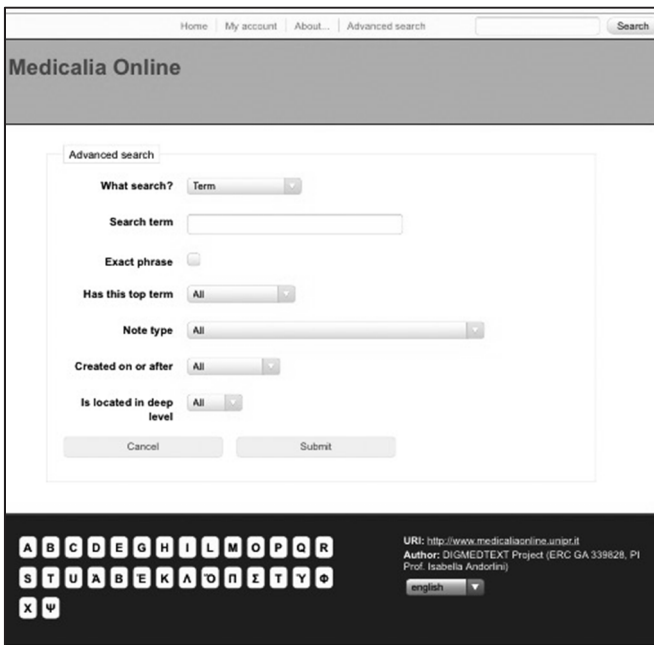 Home My account About... Advanced search Search
Medicalia Online
Advanced search
What search? Term
Search term
Exact phrase
Has this top term All
Note type All
Created on or after All
Is located in deep level All
Cancel Submit
A B C D E G H I L M O P Q R
S T U Ἀ Β Ἐ Κ Λ Ὀ Π Σ Τ Υ Φ
Χ Ψ
URI: http://www.medicaliaonline.unipr.it
Author: DIGMEDTEXT Project (ERC GA 339828, PI
Prof. Isabella Andorlini)
english